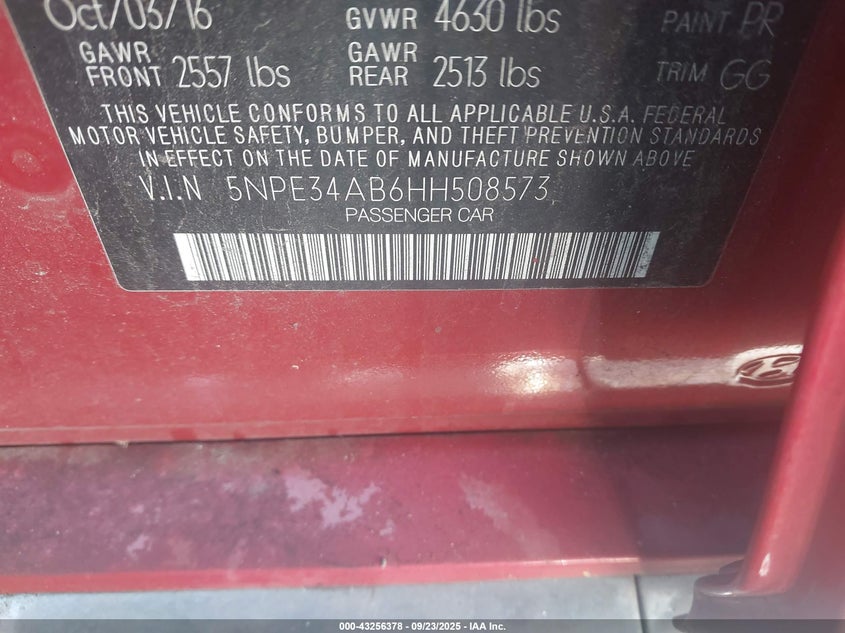 Oct/03/16 GVWR 4630 lbs PAINT PR
GAWR FRONT 2557 lbs GAWR REAR 2513 lbs TRIM GG
THIS VEHICLE CONFORMS TO ALL APPLICABLE U.S.A. FEDERAL
MOTOR VEHICLE SAFETY, BUMPER, AND THEFT PREVENTION STANDARDS
IN EFFECT ON THE DATE OF MANUFACTURE SHOWN ABOVE
V.I.N 5NPE34AB6HH508573
PASSENGER CAR
000-43256378 - 09/23/2025 - IAA Inc.